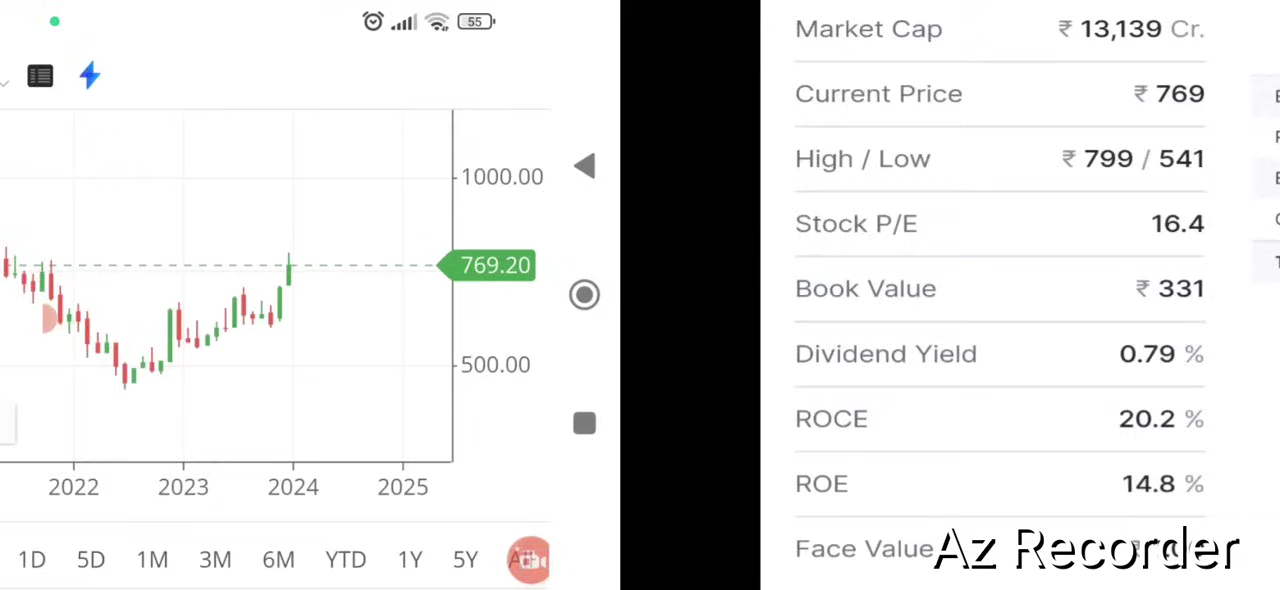 55
1000.00
769.20
500.00
2022 2023 2024 2025
1D 5D 1M 3M 6M YTD 1Y 5Y
Market Cap ₹ 13,139 Cr.
Current Price ₹ 769
High / Low ₹ 799 / 541
Stock P/E 16.4
Book Value ₹ 331
Dividend Yield 0.79 %
ROCE 20.2 %
ROE 14.8 %
Face Value
Az Recorder